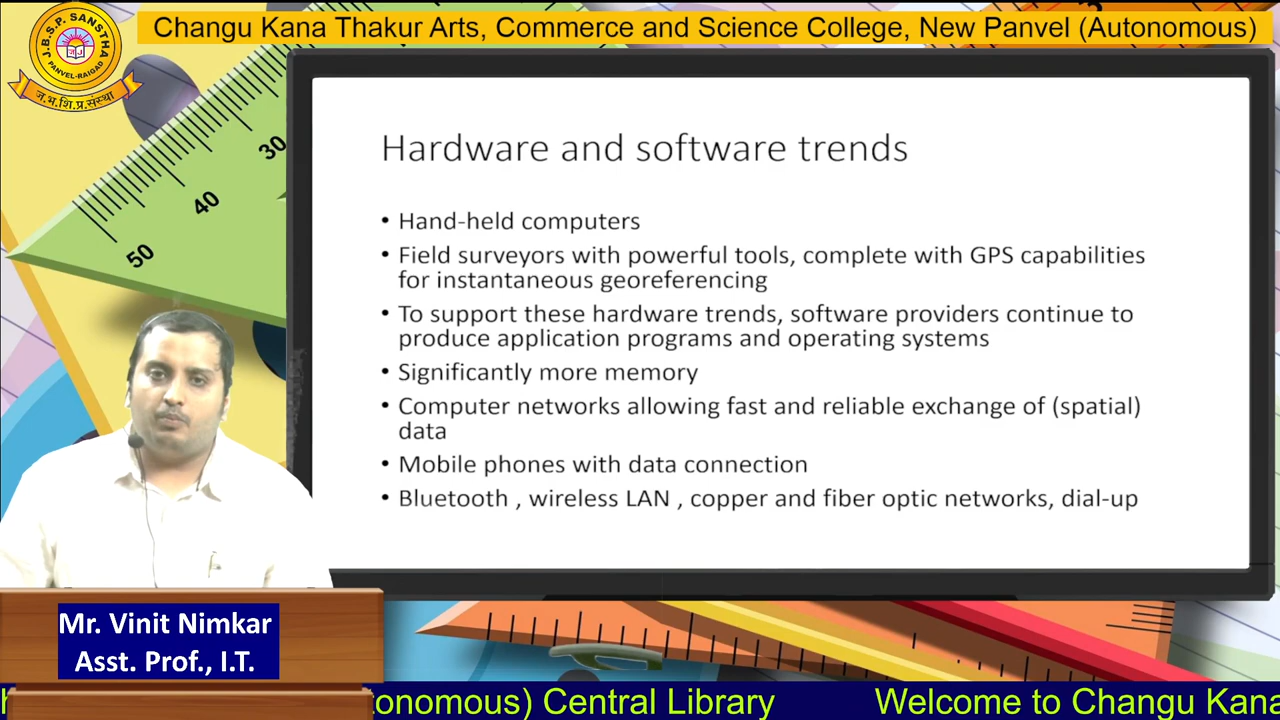 Changu Kana Thakur Arts, Commerce and Science College, New Panvel (Autonomous)
J.B.S.P. SANSTHA
PANVEL-RAIGAD
ज.भ.शि.प्र.संस्था
30
40
50
Hardware and software trends
• Hand-held computers
• Field surveyors with powerful tools, complete with GPS capabilities
for instantaneous georeferencing
• To support these hardware trends, software providers continue to
produce application programs and operating systems
• Significantly more memory
• Computer networks allowing fast and reliable exchange of (spatial)
data
• Mobile phones with data connection
• Bluetooth , wireless LAN , copper and fiber optic networks, dial-up
Mr. Vinit Nimkar
Asst. Prof., I.T.
tonomous) Central Library Welcome to Changu Kana